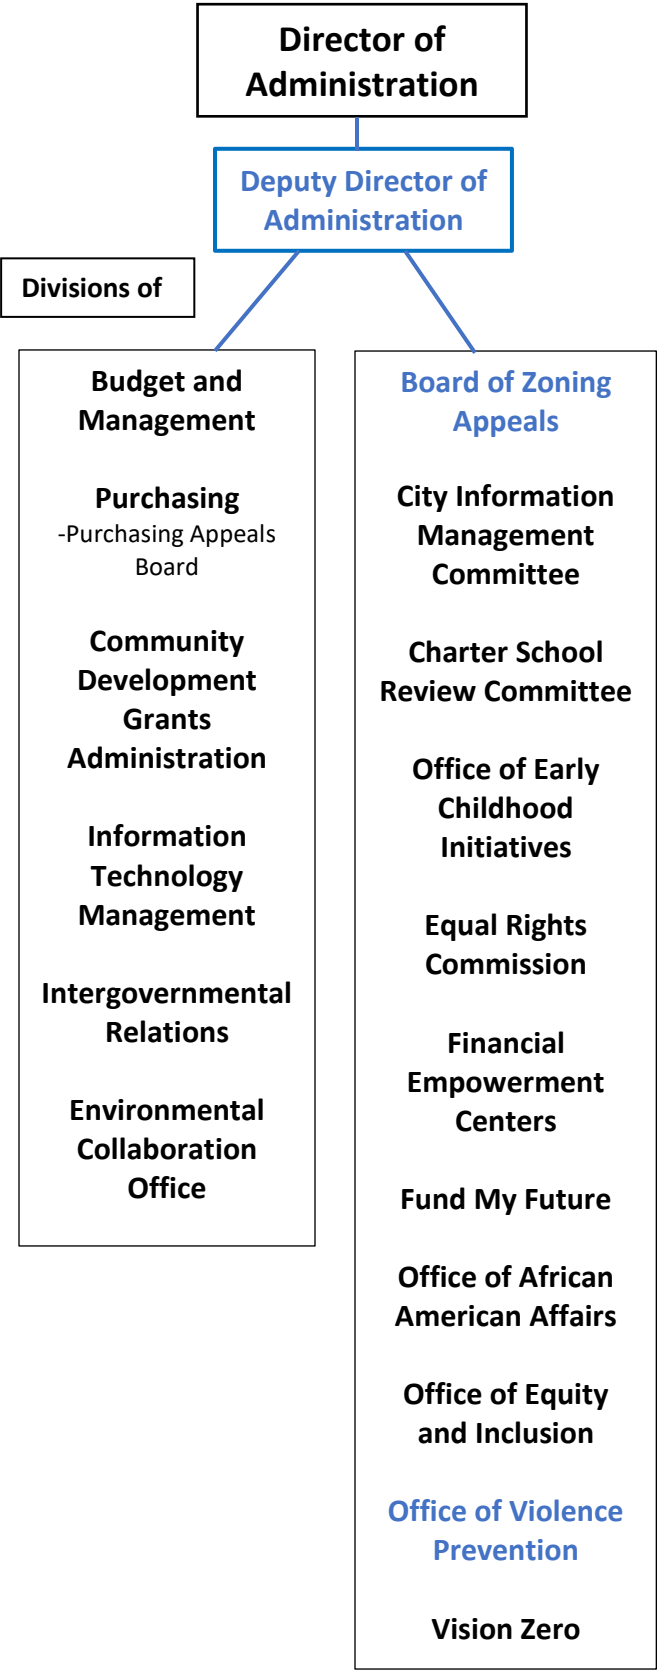 Director of
Administration
Deputy Director of
Administration
Divisions of
Budget and
Management
Purchasing
-Purchasing Appeals
Board
Community
Development
Grants
Administration
Information
Technology
Management
Intergovernmental
Relations
Environmental
Collaboration
Office
Board of Zoning
Appeals
City Information
Management
Committee
Charter School
Review Committee
Office of Early
Childhood
Initiatives
Equal Rights
Commission
Financial
Empowerment
Centers
Fund My Future
Office of African
American Affairs
Office of Equity
and Inclusion
Office of Violence
Prevention
Vision Zero